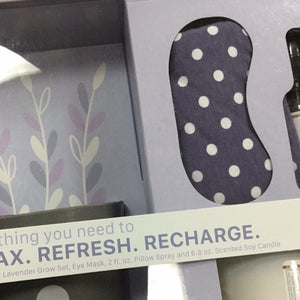 thing you need to
AX. REFRESH. RECHARGE.
Lavender Grow Set, Eye Mask, 2 fl. oz. Pillow Spray and 6.8 oz. Scented Soy Candle